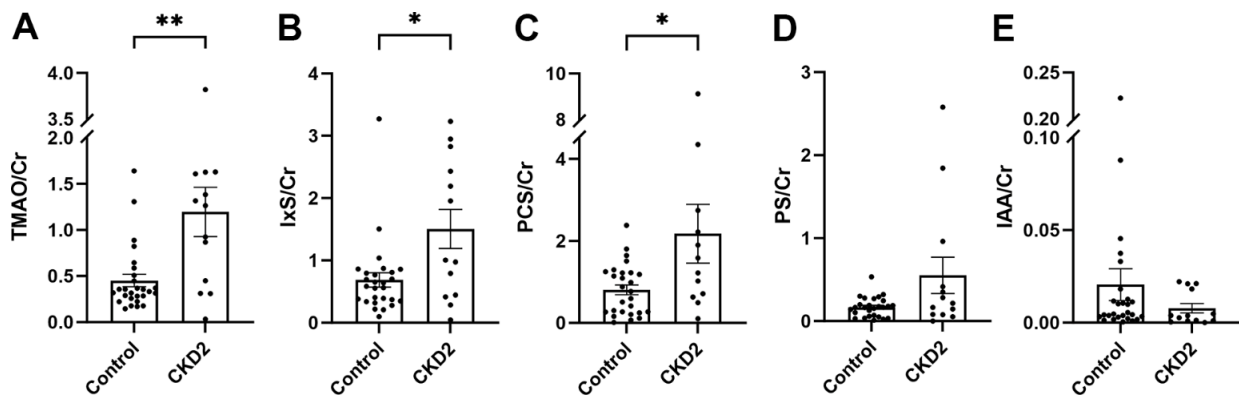 A
**
TMAO/Cr
4.0
3.5
2.0
1.5
1.0
0.5
0.0
Control
CKD2
B
*
IxS/Cr
4
3
2
1
0
Control
CKD2
C
*
PCS/Cr
10
8
4
2
0
Control
CKD2
D
PS/Cr
3
2
1
0
Control
CKD2
E
IAA/Cr
0.25
0.20
0.10
0.05
0.00
Control
CKD2